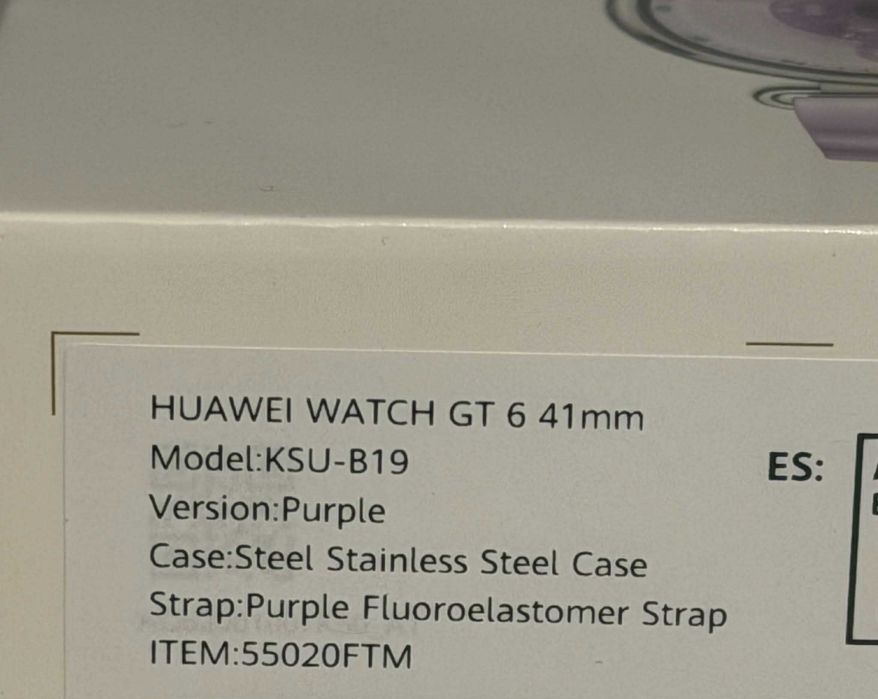 HUAWEI WATCH GT 6 41mm
Model:KSU-B19
Version:Purple
Case:Steel Stainless Steel Case
Strap:Purple Fluoroelastomer Strap
ITEM:55020FTM
ES: